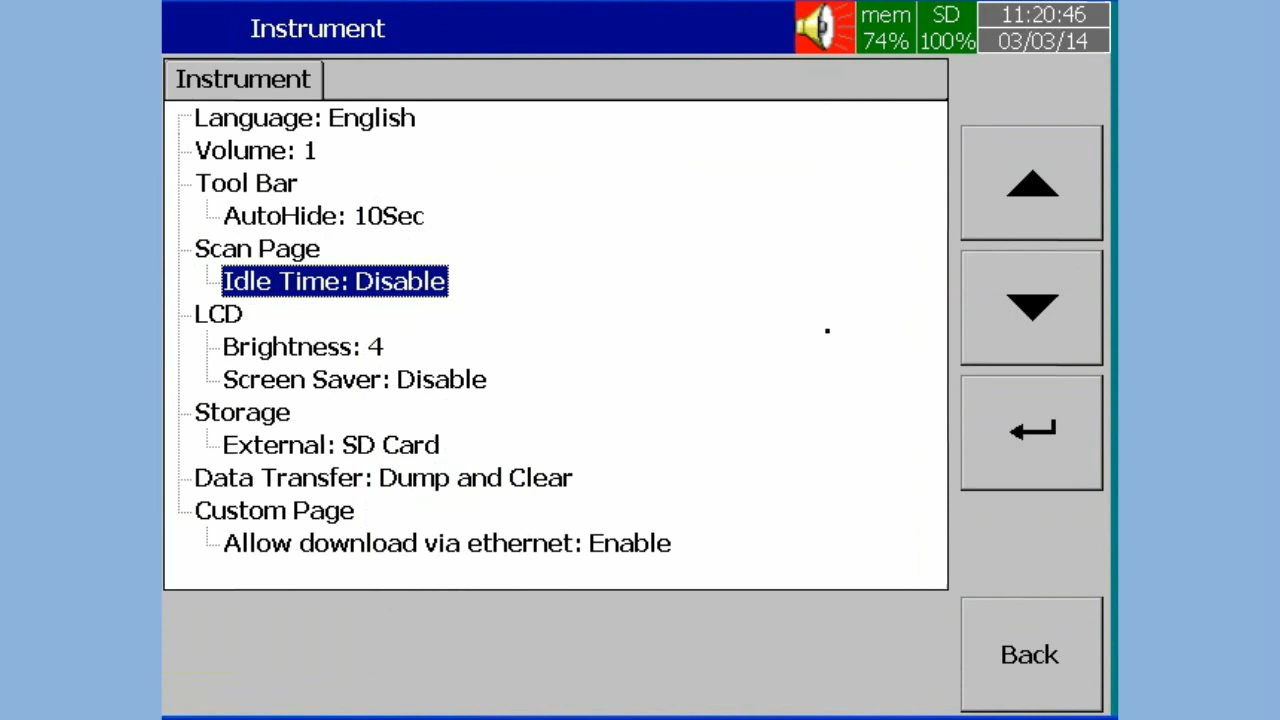 Instrument
mem
74%
SD
100%
11:20:46
03/03/14
Instrument
Language: English
Volume: 1
Tool Bar
AutoHide: 10Sec
Scan Page
Idle Time: Disable
LCD
Brightness: 4
Screen Saver: Disable
Storage
External: SD Card
Data Transfer: Dump and Clear
Custom Page
Allow download via ethernet: Enable
Back